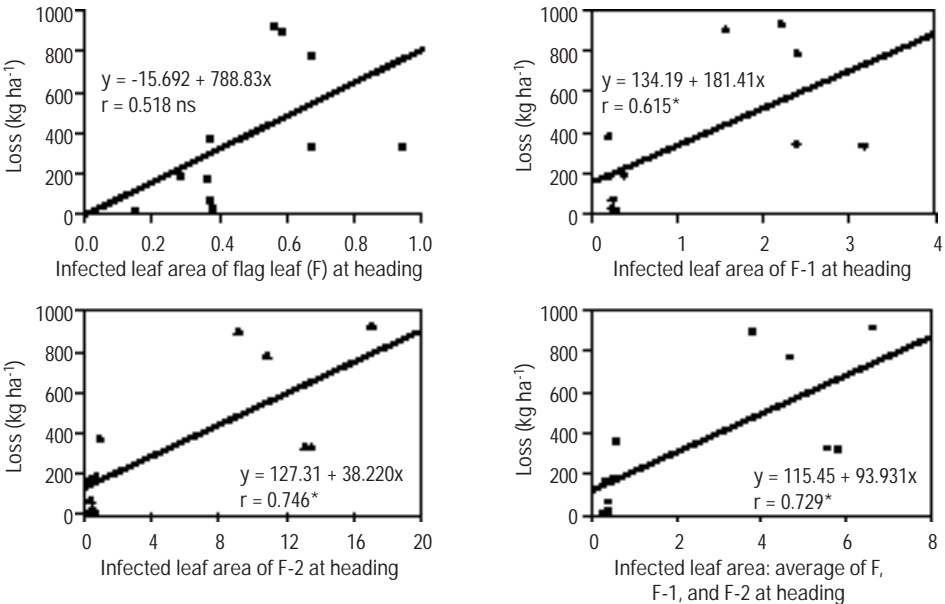 1000
800
600
400
200
0
Loss (kg ha-1)
y = -15.692 + 788.83x
r = 0.518 ns
0.0 0.2 0.4 0.6 0.8 1.0
Infected leaf area of flag leaf (F) at heading
1000
800
600
400
200
0
Loss (kg ha-1)
y = 134.19 + 181.41x
r = 0.615*
0 1 2 3 4
Infected leaf area of F-1 at heading
1000
800
600
400
200
0
Loss (kg ha-1)
y = 127.31 + 38.220x
r = 0.746*
0 4 8 12 16 20
Infected leaf area of F-2 at heading
1000
800
600
400
200
0
Loss (kg ha-1)
y = 115.45 + 93.931x
r = 0.729*
0 2 4 6 8
Infected leaf area: average of F,
F-1, and F-2 at heading